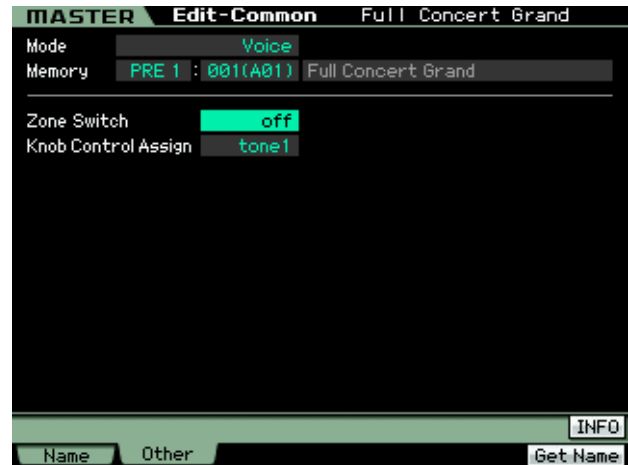 MASTER Edit-Common Full Concert Grand
Mode Voice
Memory PRE 1 : 001(A01) Full Concert Grand
Zone Switch off
Knob Control Assign tone1
INFO
Name Other Get Name